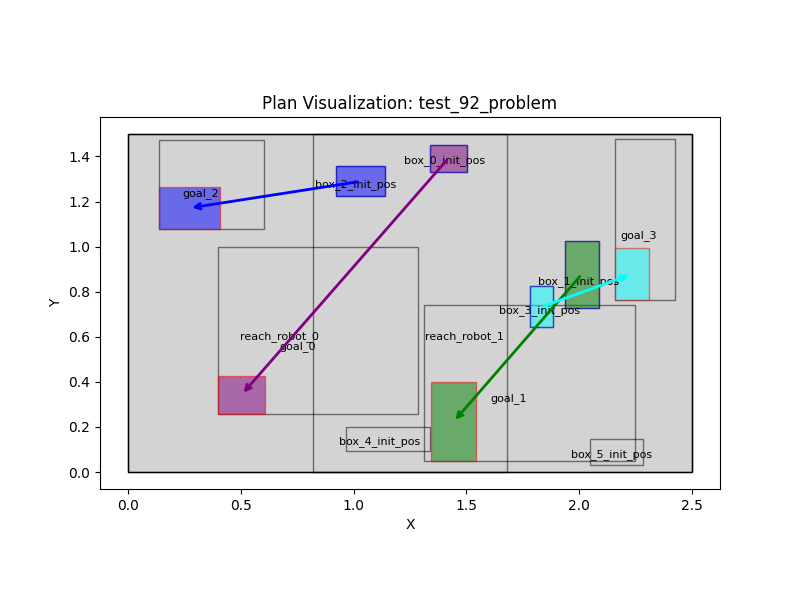 Plan Visualization: test_92_problem
box_0_init_pos
box_2_init_pos
goal_2
goal_3
box_1_init_pos
box_3_init_pos
reach_robot_0
reach_robot_1
goal_0
goal_1
box_4_init_pos
box_5_init_pos
Y
1.4
1.2
1.0
0.8
0.6
0.4
0.2
0.0
0.0 0.5 1.0 1.5 2.0 2.5
X